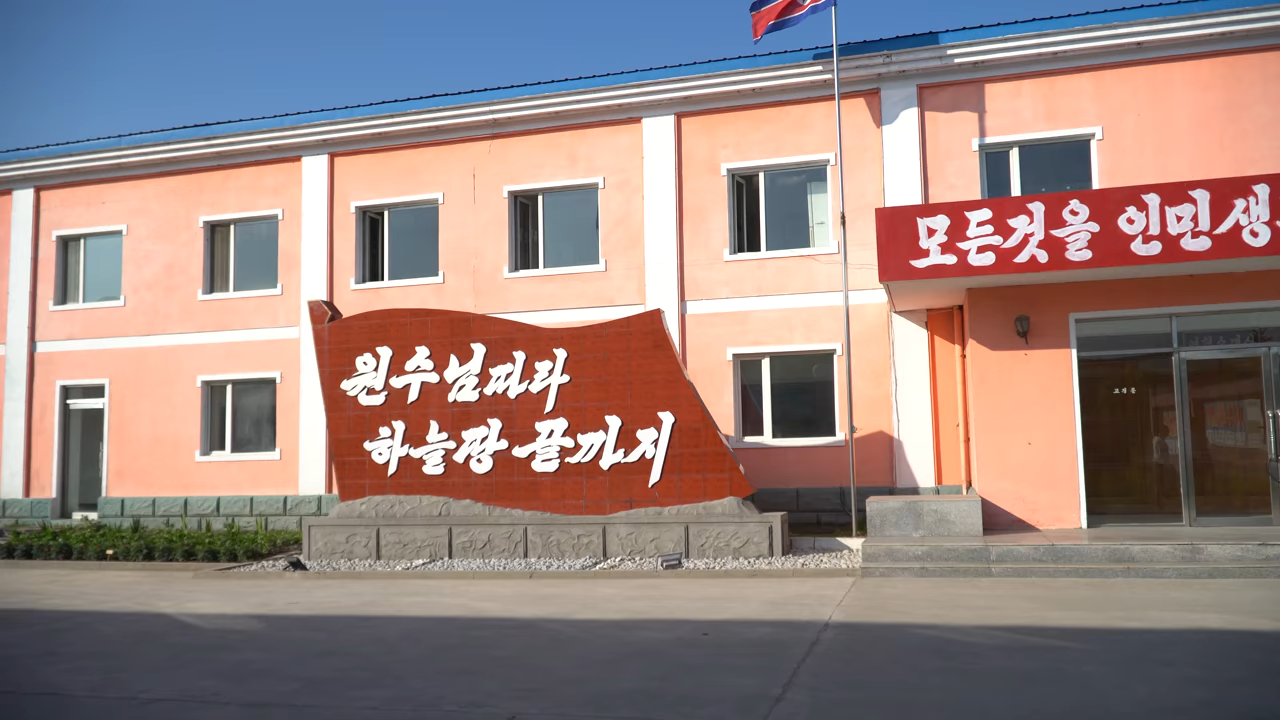 원수님따라
하늘땅 끝까지
모든것을 인민생